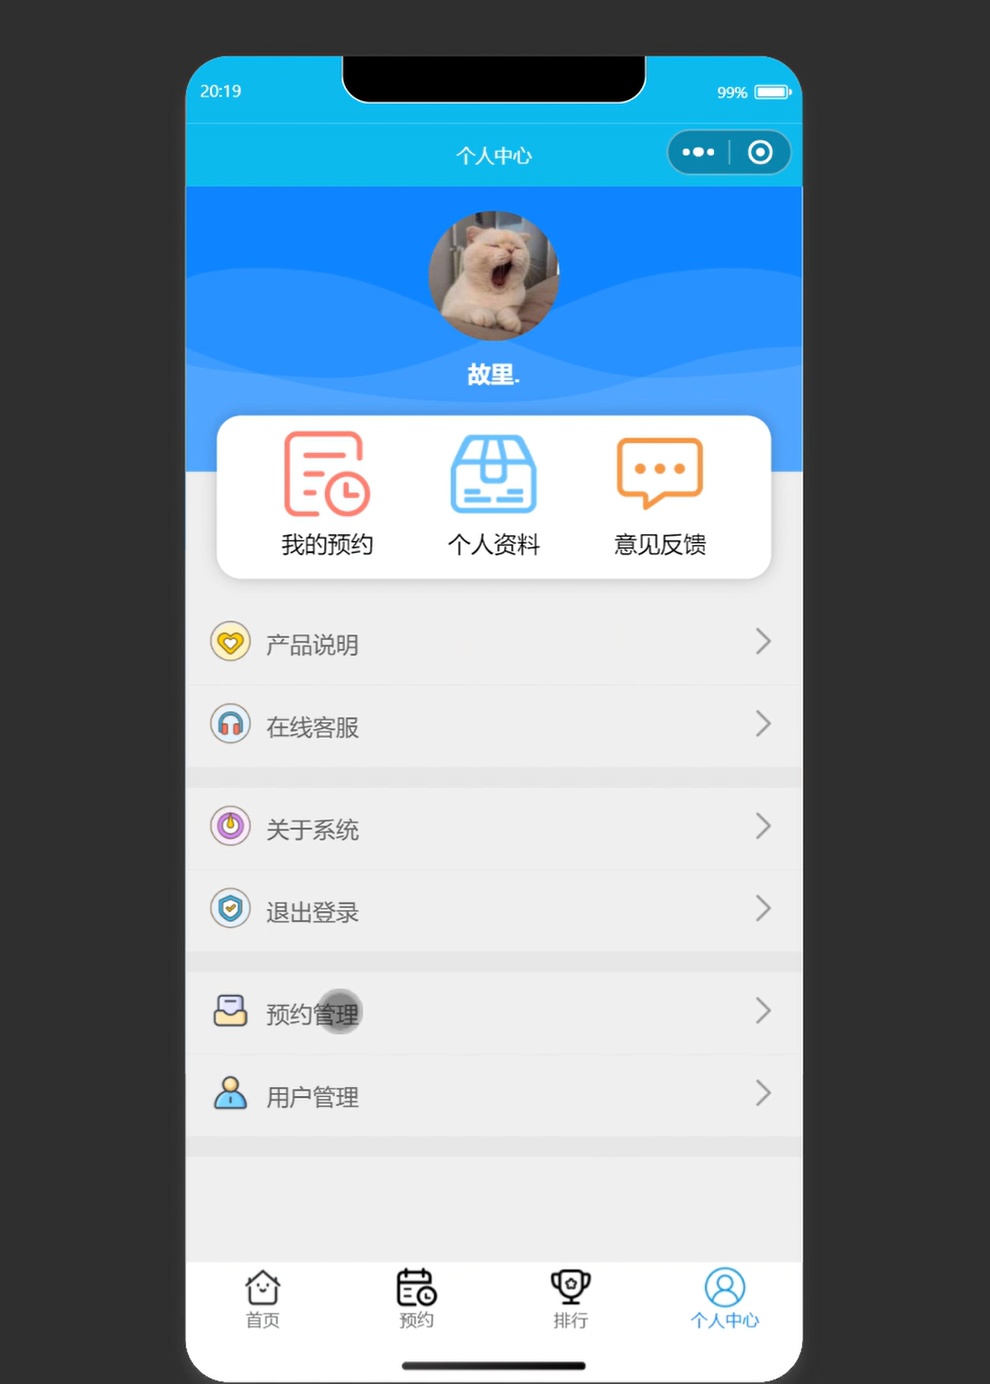 20:19
99%
个人中心
故里.
我的预约
个人资料
意见反馈
产品说明
在线客服
关于系统
退出登录
预约管理
用户管理
首页
预约
排行
个人中心